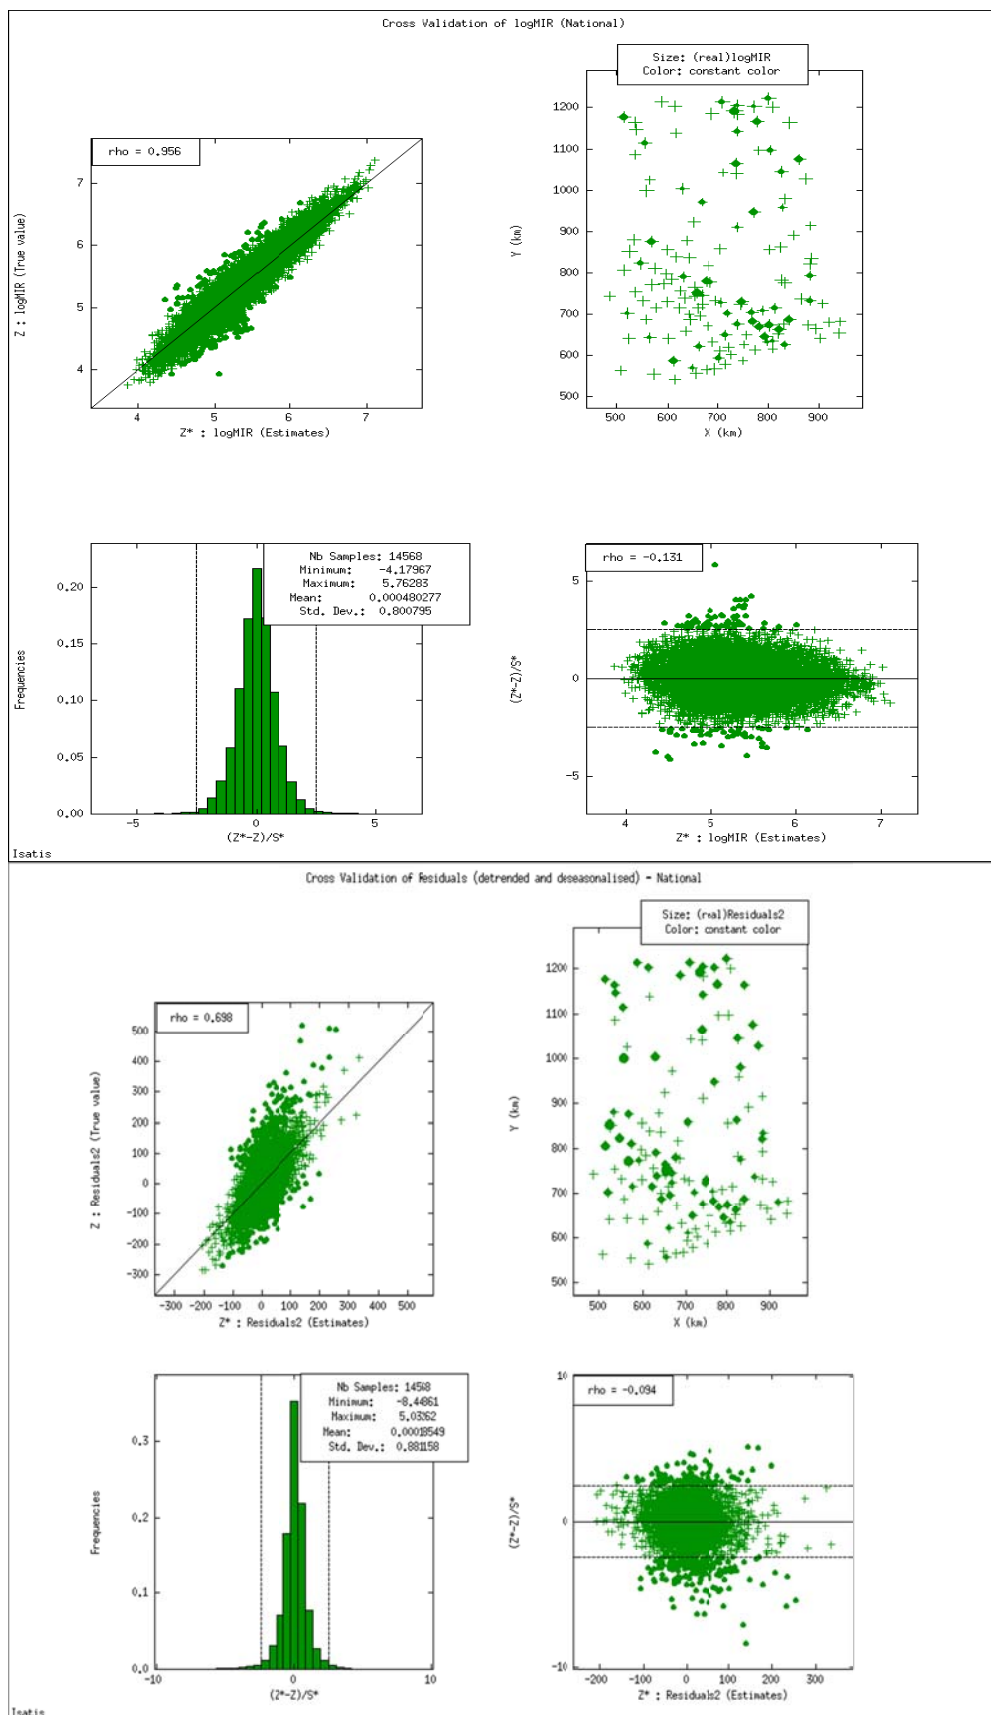 Cross Validation of logMIR (National)
rho = 0.956
7
6
5
4
4
5
6
7
Z : logMIR (True value)
Z* : logMIR (Estimates)
Size: (real)logMIR
Color: constant color
1200
1100
1000
900
800
700
600
500
500
600
700
800
900
Y (km)
X (km)
Nb Samples: 14568
Minimum: -4.17967
Maximum: 5.76283
Mean: 0.000480277
Std. Dev.: 0.800795
0.20
0.15
0.10
0.05
0.00
-5
0
5
Frequencies
(Z*-Z)/S*
rho = -0.131
5
0
-5
4
5
6
7
(Z*-Z)/S*
Z* : logMIR (Estimates)
Isatis
Cross Validation of Residuals (detrended and deseasonalised) - National
rho = 0.698
500
400
300
200
100
0
-100
-200
-300
-300
-200
-100
0
100
200
300
400
500
Z : Residuals2 (True value)
Z* : Residuals2 (Estimates)
Size: (real)Residuals2
Color: constant color
1200
1100
1000
900
800
700
600
500
500
600
700
800
900
Y (km)
X (km)
Nb Samples:
Minimum: -8.44861
Maximum:
Mean:
Std. Dev.: 0.881158
0.3
0.2
0.1
0.0
-10
0
10
Frequencies
(Z*-Z)/S*
rho = -0.094
10
0
-10
-200
-100
0
100
200
300
(Z*-Z)/S*
Z* : Residuals2 (Estimates)
Isatis